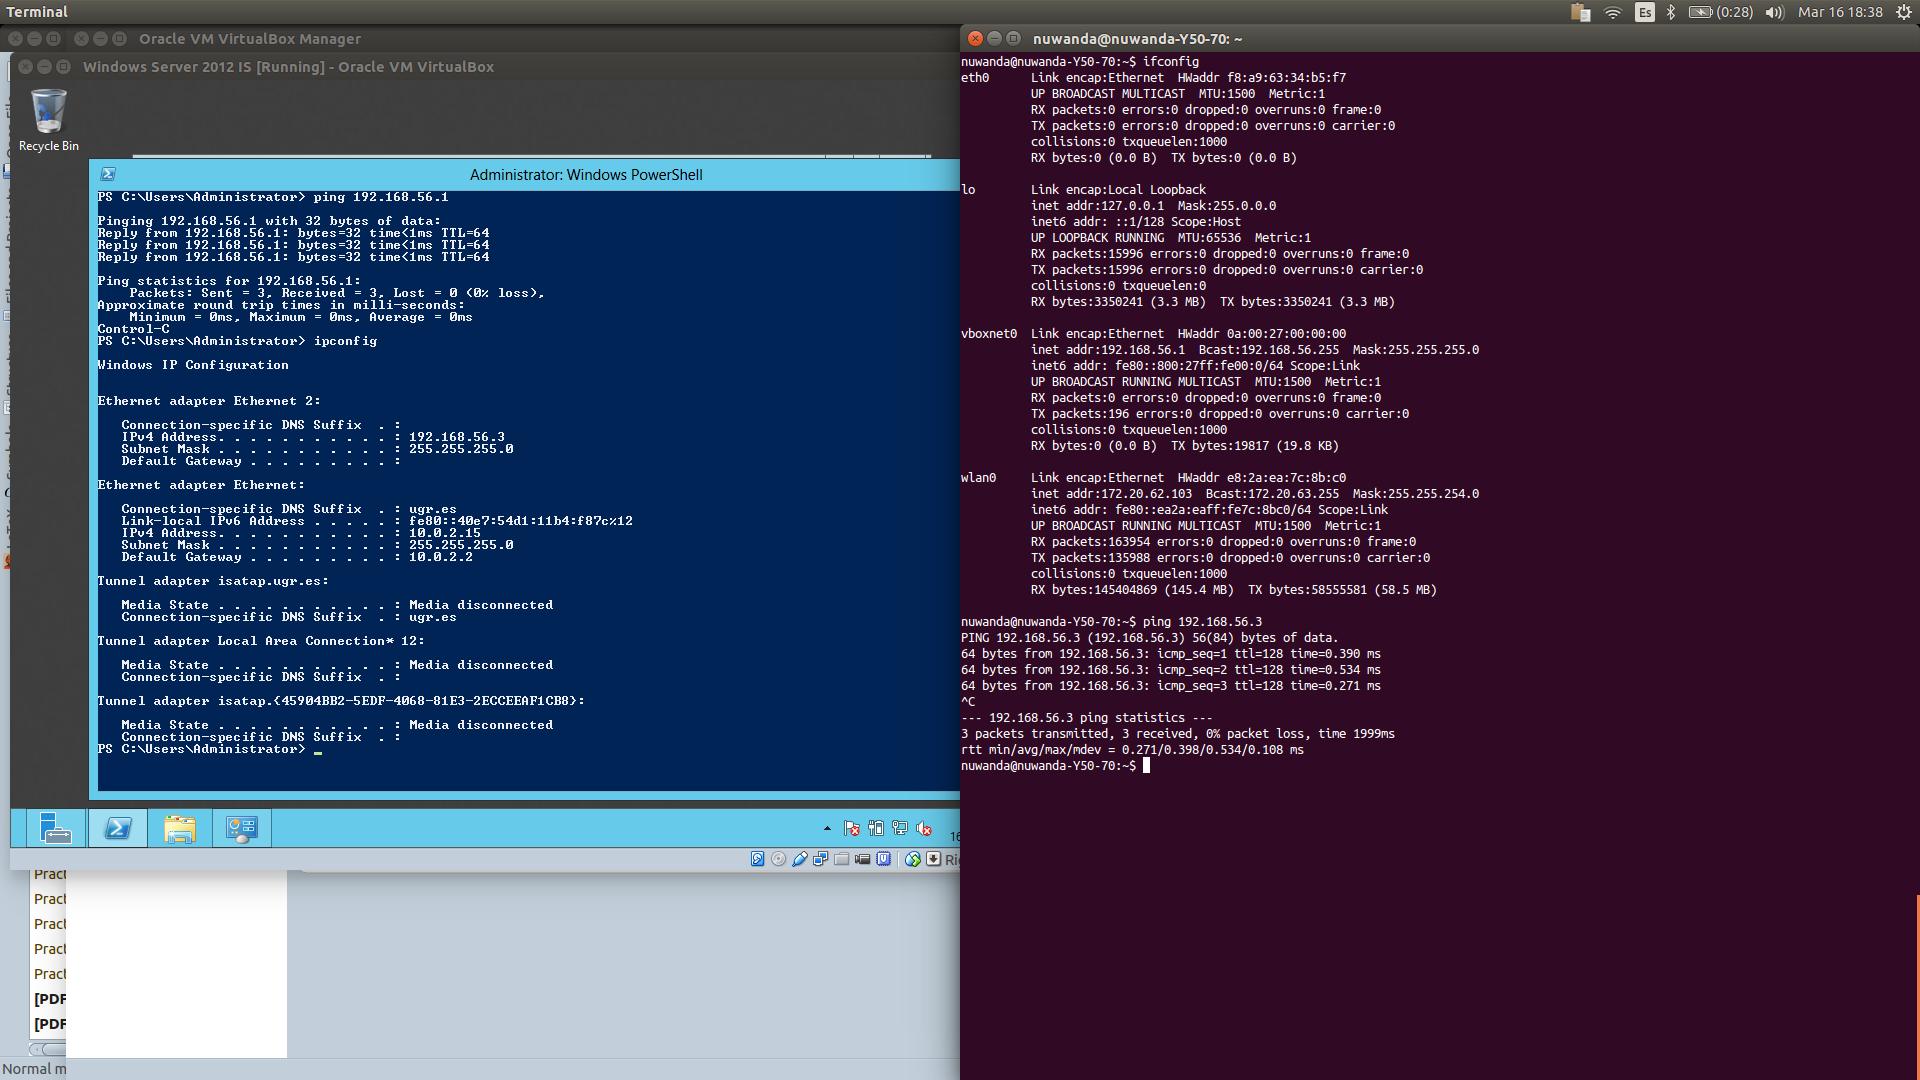 Terminal
Es
(0:28)
Mar 16 18:38
Oracle VM VirtualBox Manager
Windows Server 2012 IS [Running] - Oracle VM VirtualBox
Recycle Bin
Administrator: Windows PowerShell
PS C:\Users\Administrator> ping 192.168.56.1
Pinging 192.168.56.1 with 32 bytes of data:
Reply from 192.168.56.1: bytes=32 time<1ms TTL=64
Reply from 192.168.56.1: bytes=32 time<1ms TTL=64
Reply from 192.168.56.1: bytes=32 time<1ms TTL=64
Ping statistics for 192.168.56.1:
    Packets: Sent = 3, Received = 3, Lost = 0 (0% loss),
Approximate round trip times in milli-seconds:
    Minimum = 0ms, Maximum = 0ms, Average = 0ms
Control-C
PS C:\Users\Administrator> ipconfig
Windows IP Configuration
Ethernet adapter Ethernet 2:
   Connection-specific DNS Suffix  . :
   IPv4 Address. . . . . . . . . . . : 192.168.56.3
   Subnet Mask . . . . . . . . . . . : 255.255.255.0
   Default Gateway . . . . . . . . . :
Ethernet adapter Ethernet:
   Connection-specific DNS Suffix  . : ugr.es
   Link-local IPv6 Address . . . . . : fe80::40e7:54d1:11b4:f87c%12
   IPv4 Address. . . . . . . . . . . : 10.0.2.15
   Subnet Mask . . . . . . . . . . . : 255.255.255.0
   Default Gateway . . . . . . . . . : 10.0.2.2
Tunnel adapter isatap.ugr.es:
   Media State . . . . . . . . . . . : Media disconnected
   Connection-specific DNS Suffix  . : ugr.es
Tunnel adapter Local Area Connection* 12:
   Media State . . . . . . . . . . . : Media disconnected
   Connection-specific DNS Suffix  . :
Tunnel adapter isatap.{45904BB2-5EDF-4068-81E3-2ECCEEAF1CB8}:
   Media State . . . . . . . . . . . : Media disconnected
   Connection-specific DNS Suffix  . :
PS C:\Users\Administrator> _
16
Ri
Pract
Pract
Pract
Pract
Pract
[PDF
[PDF
Normal m
nuwanda@nuwanda-Y50-70: ~
nuwanda@nuwanda-Y50-70:~$ ifconfig
eth0      Link encap:Ethernet  HWaddr f8:a9:63:34:b5:f7
          UP BROADCAST MULTICAST  MTU:1500  Metric:1
          RX packets:0 errors:0 dropped:0 overruns:0 frame:0
          TX packets:0 errors:0 dropped:0 overruns:0 carrier:0
          collisions:0 txqueuelen:1000
          RX bytes:0 (0.0 B)  TX bytes:0 (0.0 B)
lo        Link encap:Local Loopback
          inet addr:127.0.0.1  Mask:255.0.0.0
          inet6 addr: ::1/128 Scope:Host
          UP LOOPBACK RUNNING  MTU:65536  Metric:1
          RX packets:15996 errors:0 dropped:0 overruns:0 frame:0
          TX packets:15996 errors:0 dropped:0 overruns:0 carrier:0
          collisions:0 txqueuelen:0
          RX bytes:3350241 (3.3 MB)  TX bytes:3350241 (3.3 MB)
vboxnet0  Link encap:Ethernet  HWaddr 0a:00:27:00:00:00
          inet addr:192.168.56.1  Bcast:192.168.56.255  Mask:255.255.255.0
          inet6 addr: fe80::800:27ff:fe00:0/64 Scope:Link
          UP BROADCAST RUNNING MULTICAST  MTU:1500  Metric:1
          RX packets:0 errors:0 dropped:0 overruns:0 frame:0
          TX packets:196 errors:0 dropped:0 overruns:0 carrier:0
          collisions:0 txqueuelen:1000
          RX bytes:0 (0.0 B)  TX bytes:19817 (19.8 KB)
wlan0     Link encap:Ethernet  HWaddr e8:2a:ea:7c:8b:c0
          inet addr:172.20.62.103  Bcast:172.20.63.255  Mask:255.255.254.0
          inet6 addr: fe80::ea2a:eaff:fe7c:8bc0/64 Scope:Link
          UP BROADCAST RUNNING MULTICAST  MTU:1500  Metric:1
          RX packets:163954 errors:0 dropped:0 overruns:0 frame:0
          TX packets:135988 errors:0 dropped:0 overruns:0 carrier:0
          collisions:0 txqueuelen:1000
          RX bytes:145404869 (145.4 MB)  TX bytes:58555581 (58.5 MB)
nuwanda@nuwanda-Y50-70:~$ ping 192.168.56.3
PING 192.168.56.3 (192.168.56.3) 56(84) bytes of data.
64 bytes from 192.168.56.3: icmp_seq=1 ttl=128 time=0.390 ms
64 bytes from 192.168.56.3: icmp_seq=2 ttl=128 time=0.534 ms
64 bytes from 192.168.56.3: icmp_seq=3 ttl=128 time=0.271 ms
^C
--- 192.168.56.3 ping statistics ---
3 packets transmitted, 3 received, 0% packet loss, time 1999ms
rtt min/avg/max/mdev = 0.271/0.398/0.534/0.108 ms
nuwanda@nuwanda-Y50-70:~$